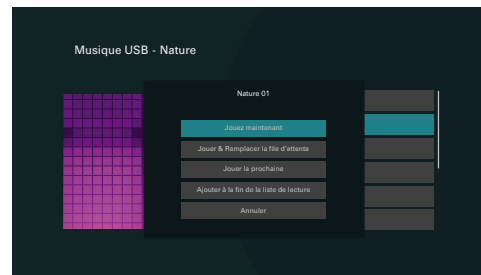 Musique USB - Nature
Nature 01
Jouez maintenant
Jouer & Remplacer la file d'attente
Jouer la prochaine
Ajouter à la fin de la liste de lecture
Annuler